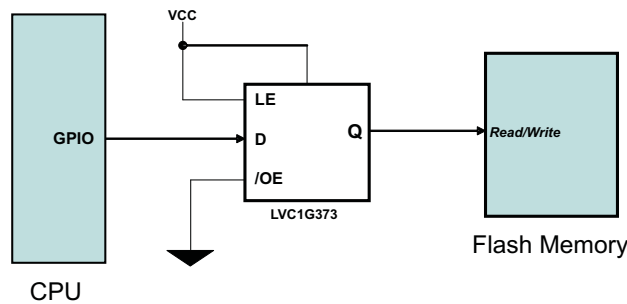 VCC
LE
GPIO
D
Q
Read/Write
/OE
LVC1G373
Flash Memory
CPU